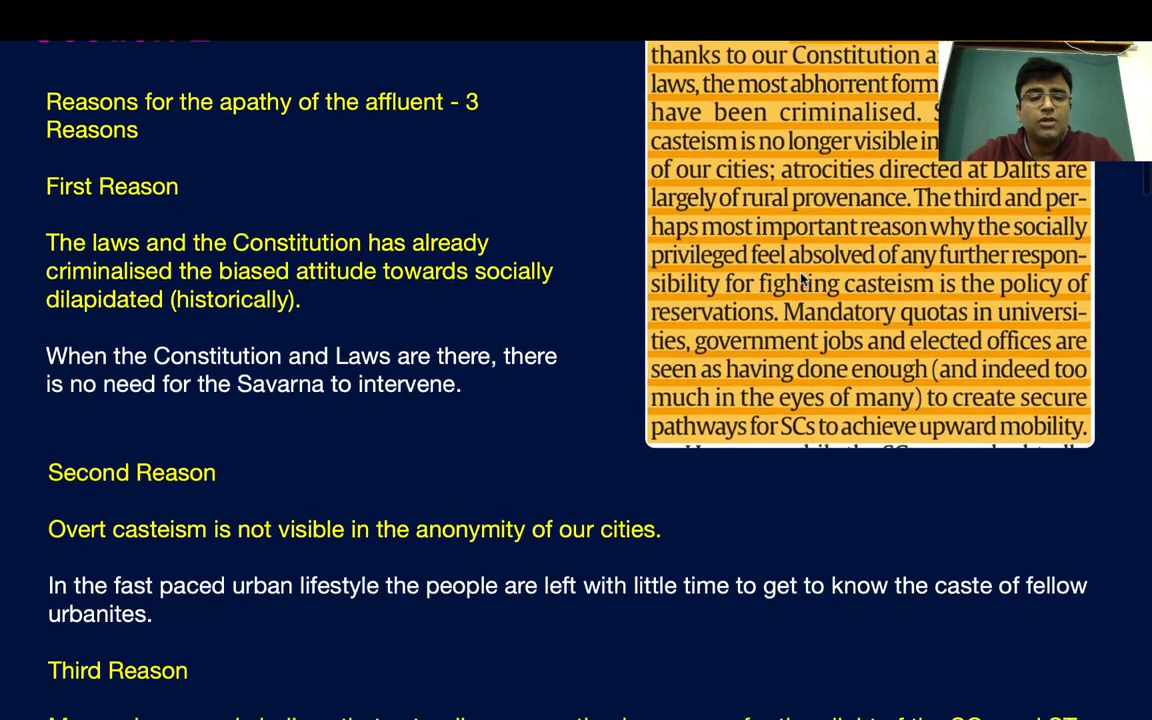 Reasons for the apathy of the affluent - 3
Reasons
First Reason
The laws and the Constitution has already
criminalised the biased attitude towards socially
dilapidated (historically).
When the Constitution and Laws are there, there
is no need for the Savarna to intervene.
Second Reason
Overt casteism is not visible in the anonymity of our cities.
In the fast paced urban lifestyle the people are left with little time to get to know the caste of fellow
urbanites.
Third Reason
thanks to our Constitution
laws, the most abhorrent
have been criminalised.
casteism is no longer visible in
of our cities; atrocities directed at Dalits are
largely of rural provenance. The third and per-
haps most important reason why the socially
privileged feel absolved of any further respon-
sibility for fighting casteism is the policy of
reservations. Mandatory quotas in universi-
ties, government jobs and elected offices are
seen as having done enough (and indeed too
much in the eyes of many) to create secure
pathways for SCs to achieve upward mobility.